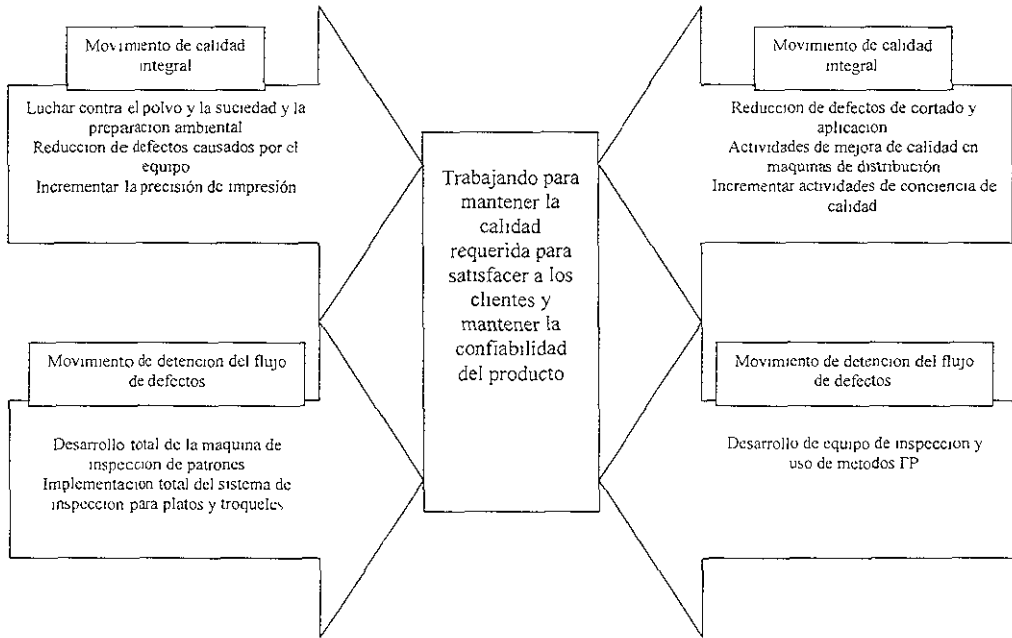 Movimiento de calidad
integral
Luchar contra el polvo y la suciedad y la
preparacion ambiental
Reduccion de defectos causados por el
equipo
Incrementar la precisión de impresión
Movimiento de detencion del flujo
de defectos
Desarrollo total de la maquina de
inspeccion de patrones
Implementacion total del sistema de
inspeccion para platos y troqueles
Trabajando para
mantener la
calidad
requerida para
satisfacer a los
clientes y
mantener la
confiabilidad
del producto
Movimiento de calidad
integral
Reduccion de defectos de cortado y
aplicacion
Actividades de mejora de calidad en
maquinas de distribución
Incrementar actividades de conciencia de
calidad
Movimiento de detencion del flujo
de defectos
Desarrollo de equipo de inspeccion y
uso de metodos